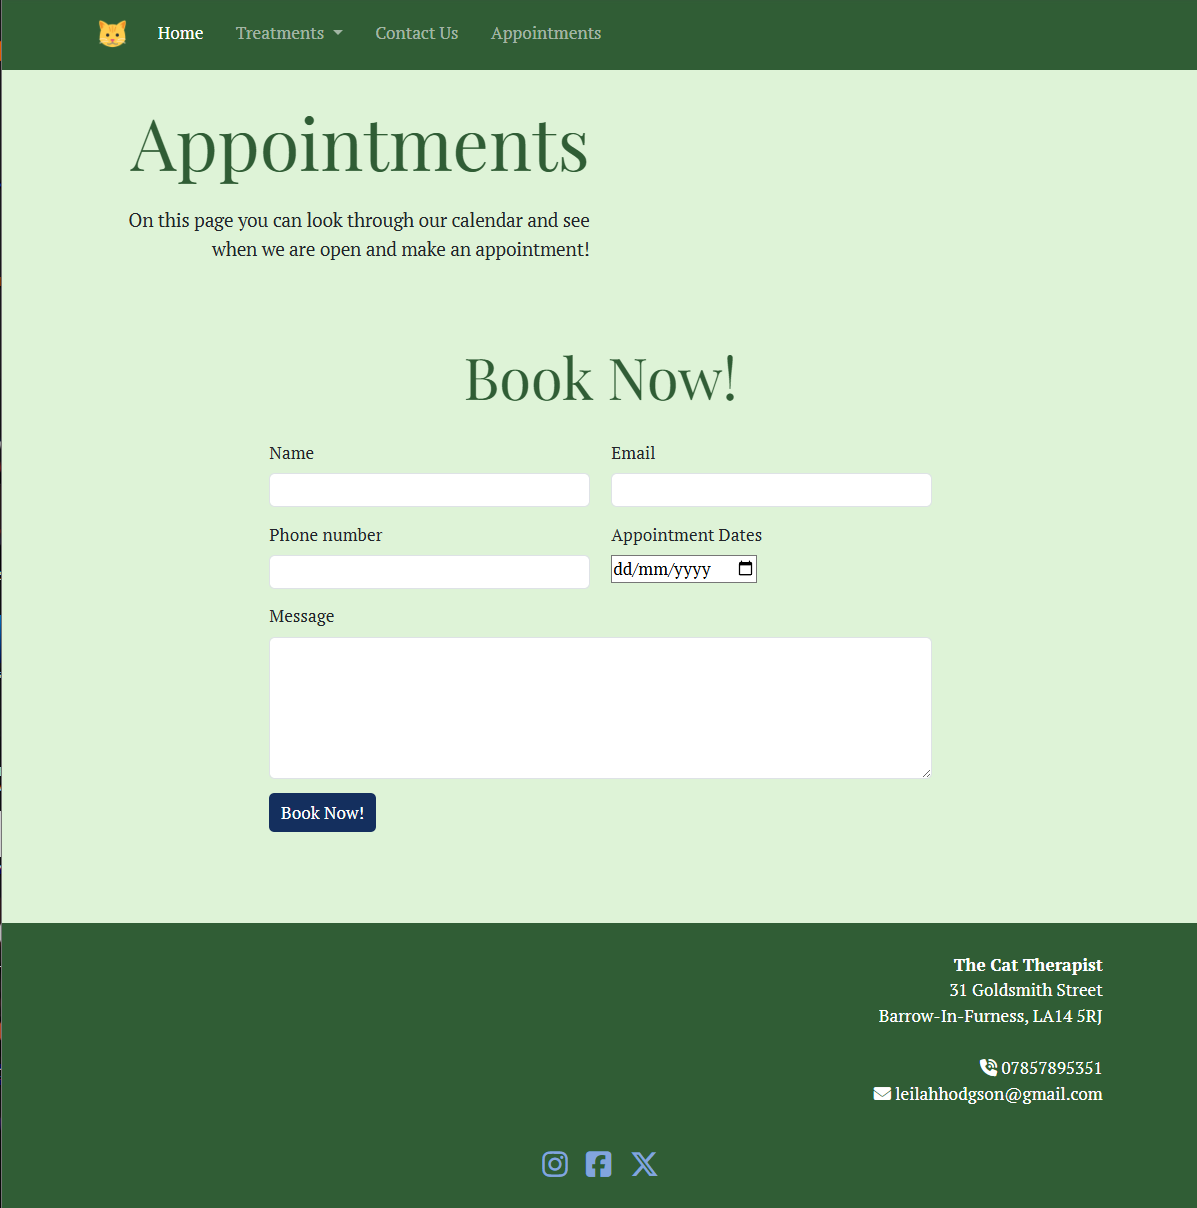 Home Treatments Contact Us Appointments
Appointments
On this page you can look through our calendar and see
when we are open and make an appointment!
Book Now!
Name Email
Phone number Appointment Dates
dd/mm/yyyy
Message
Book Now!
The Cat Therapist
31 Goldsmith Street
Barrow-In-Furness, LA14 5RJ
07857895351
leilahhodgson@gmail.com